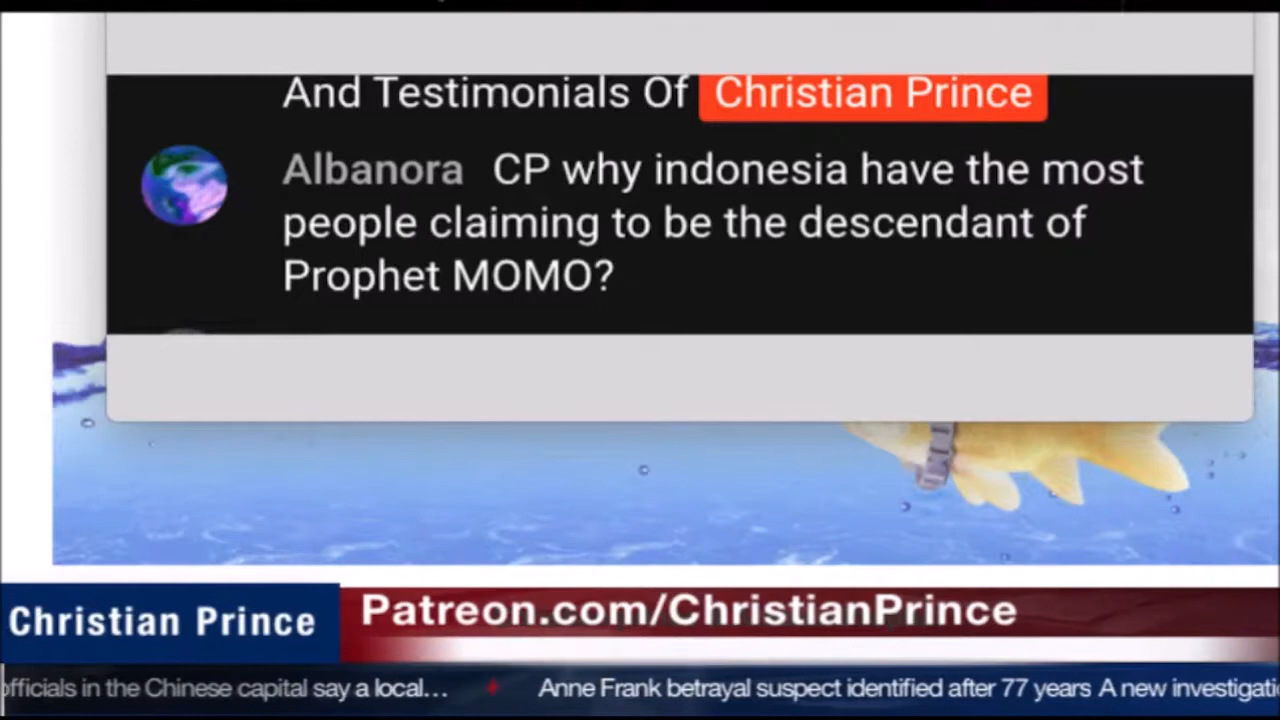 And Testimonials Of Christian Prince
Albanora CP why indonesia have the most
people claiming to be the descendant of
Prophet MOMO?
Christian Prince
Patreon.com/ChristianPrince
officials in the Chinese capital say a local... Anne Frank betrayal suspect identified after 77 years A new investigati